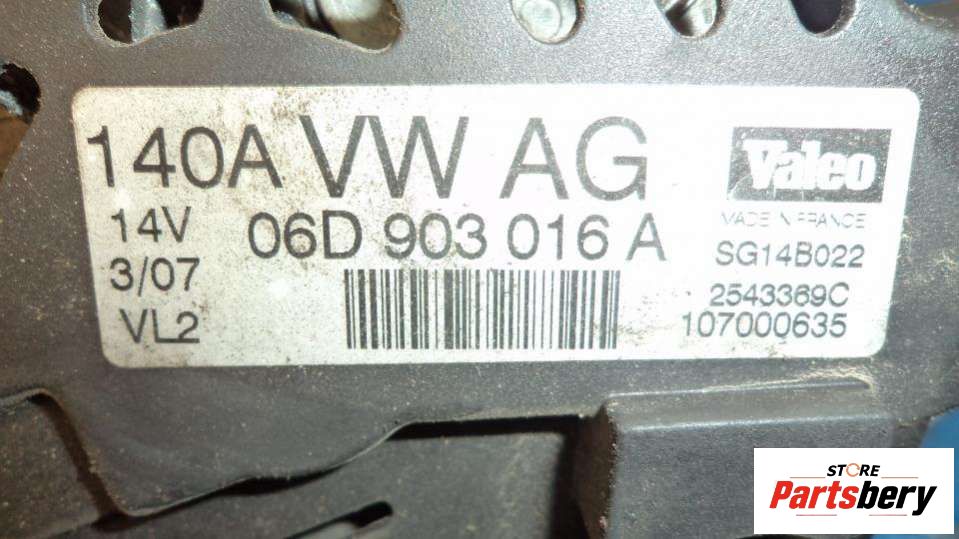 140A VW AG
14V
3/07
VL2
06D 903 016 A
Valeo
MADE IN FRANCE
SG14B022
2543369C
107000635
STORE
Partsbery